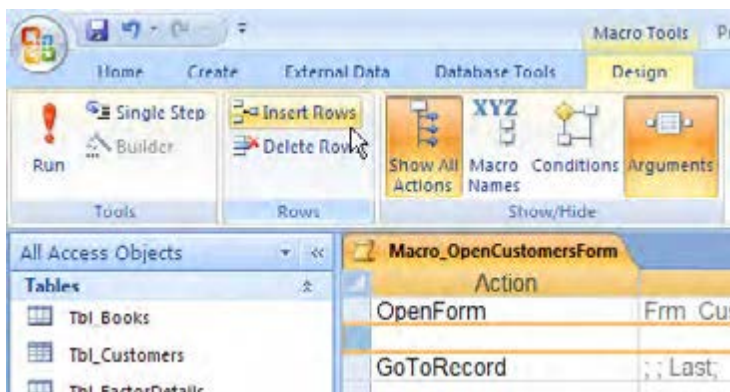 Macro Tools
Home Create External Data Database Tools Design
Single Step
Builder
Run
Tools
Insert Rows
Delete Rows
Rows
Show All Actions
Macro Names
Conditions
Arguments
Show/Hide
XYZ
All Access Objects
Tables
Tbl_Books
Tbl_Customers
Tbl_FactorDetails
Macro_OpenCustomersForm
Action
OpenForm Frm_Cus
GoToRecord ; ; Last;